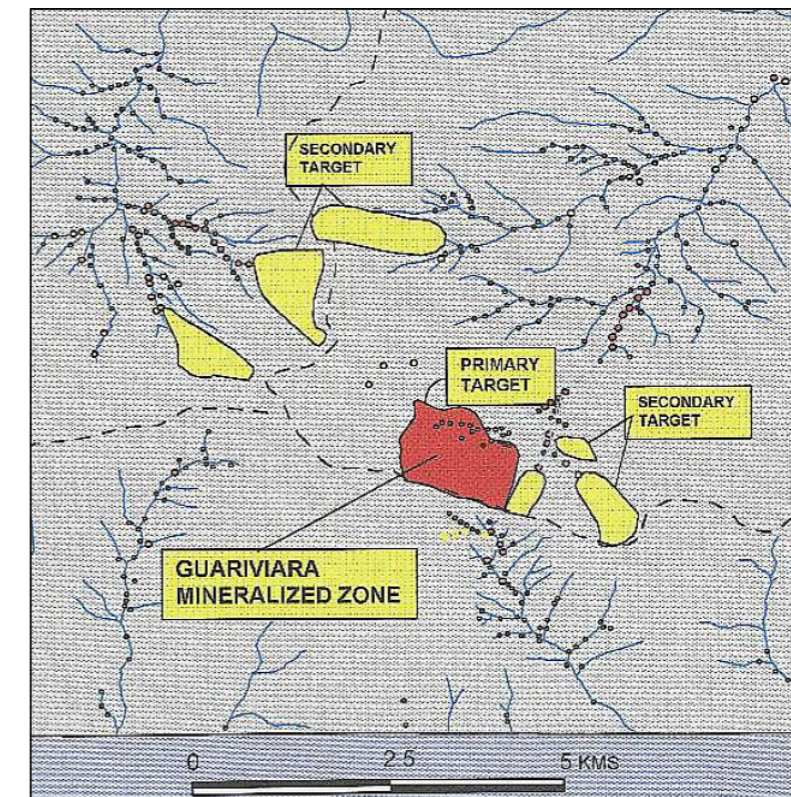 SECONDARY
TARGET
PRIMARY
TARGET
SECONDARY
TARGET
GUARIVIARA
MINERALIZED ZONE
0 2.5 5 KMS